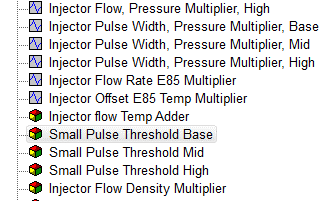 Injector Flow, Pressure Multiplier, High
Injector Pulse Width, Pressure Multiplier, Base
Injector Pulse Width, Pressure Multiplier, Mid
Injector Pulse Width, Pressure Multiplier, High
Injector Flow Rate E85 Multiplier
Injector Offset E85 Temp Multiplier
Injector flow Temp Adder
Small Pulse Threshold Base
Small Pulse Threshold Mid
Small Pulse Threshold High
Injector Flow Density Multiplier